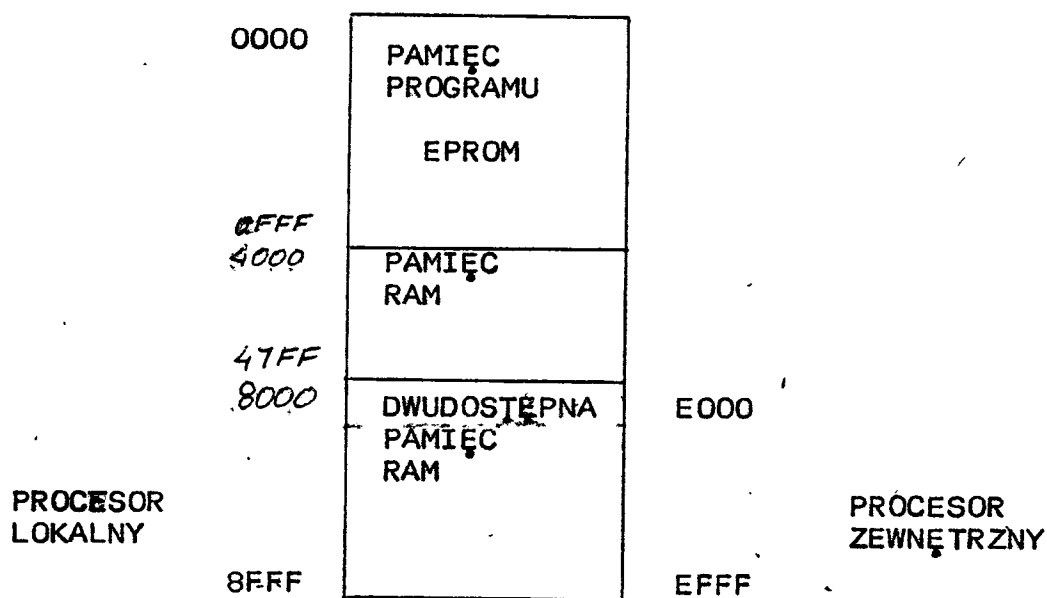 0000
PAMIĘC
PROGRAMU
EPROM
4000
PAMIĘC
RAM
47FF
8000
DWUDOSTĘPNA
E000
PAMIĘC
RAM
PROCESOR
LOKALNY
PROCESOR
ZEWNĘTRZNY
8FFF
EFFF